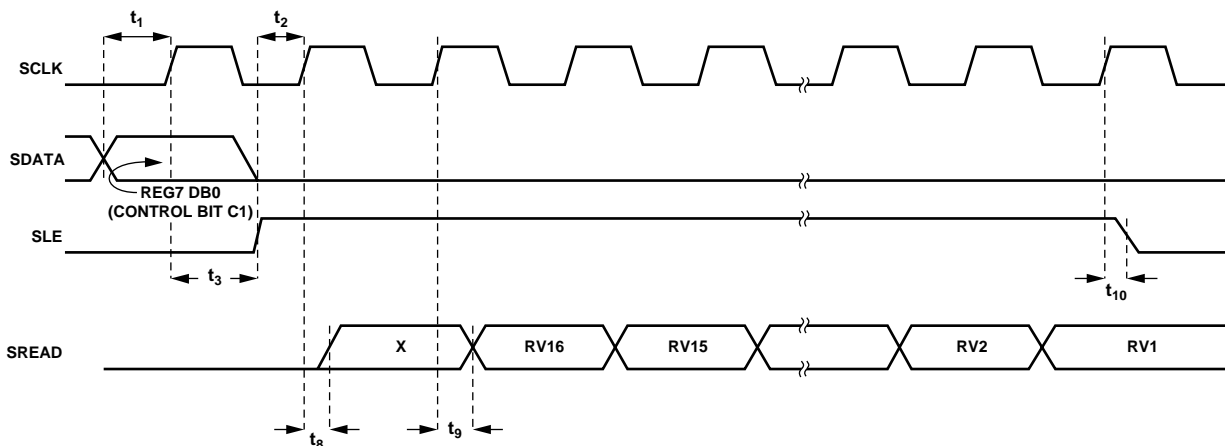 t1
t2
SCLK
SDATA
REG7 DB0
(CONTROL BIT C1)
SLE
t3
t10
SREAD
X
RV16
RV15
RV2
RV1
t8
t9